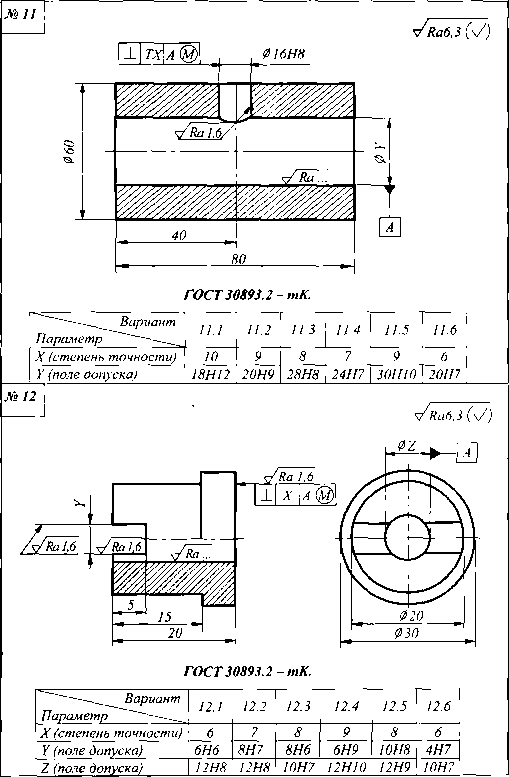 № 11
√Ra6,3 (√)
⊥ TX A Ⓜ
Ø16H8
Ø60
√Ra 1,6
√Ra ...
Ø Y
A
40
80
ГОСТ 30893.2 – mK.
Вариант 11.1 11.2 11.3 11.4 11.5 11.6
Параметр
X (степень точности) 10 9 8 7 9 6
Y (поле допуска) 18H12 20H9 28H8 24H7 30H10 20H7
№ 12
√Ra6,3 (√)
ØZ A
√Ra 1,6
⊥ X A Ⓜ
Y
√Ra 1,6
√Ra 1,6
√Ra ...
5
15
20
Ø20
Ø30
ГОСТ 30893.2 – mK.
Вариант 12.1 12.2 12.3 12.4 12.5 12.6
Параметр
X (степень точности) 6 7 8 9 8 6
Y (поле допуска) 6H6 8H7 8H6 6H9 10H8 4H7
Z (поле допуска) 12H8 12H8 10H7 12H10 12H9 10H7